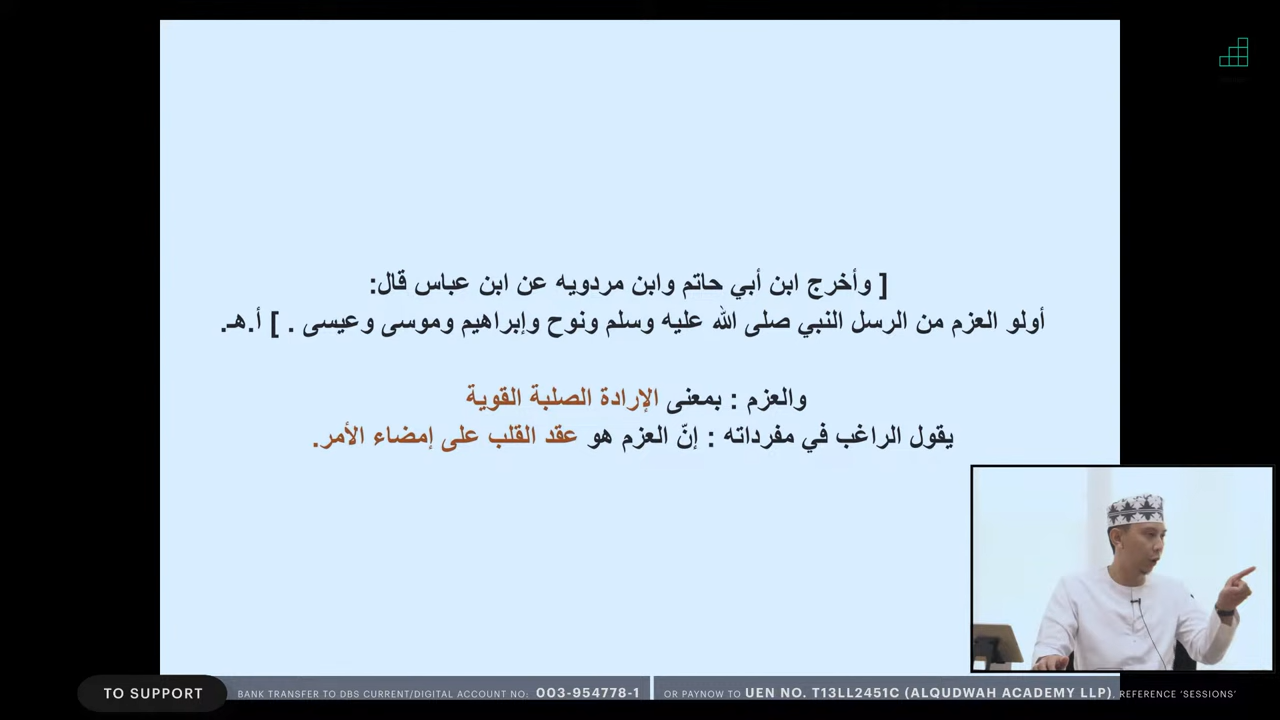 [ وأخرج ابن أبي حاتم وابن مردويه عن ابن عباس قال:
أولو العزم من الرسل النبي صلى الله عليه وسلم ونوح وإبراهيم وموسى وعيسى . ] أ.هـ.
والعزم : بمعنى الإرادة الصلبة القوية
يقول الراغب في مفرداته : إنّ العزم هو عقد القلب على إمضاء الأمر.
TO SUPPORT
BANK TRANSFER TO DBS CURRENT/DIGITAL ACCOUNT NO: 003-954778-1
OR PAYNOW TO UEN NO. T13LL2451C (ALQUDWAH ACADEMY LLP), REFERENCE 'SESSIONS'